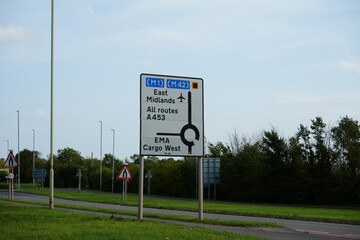 (M1) (M42)
East
Midlands
All routes
A453
EMA
Cargo West